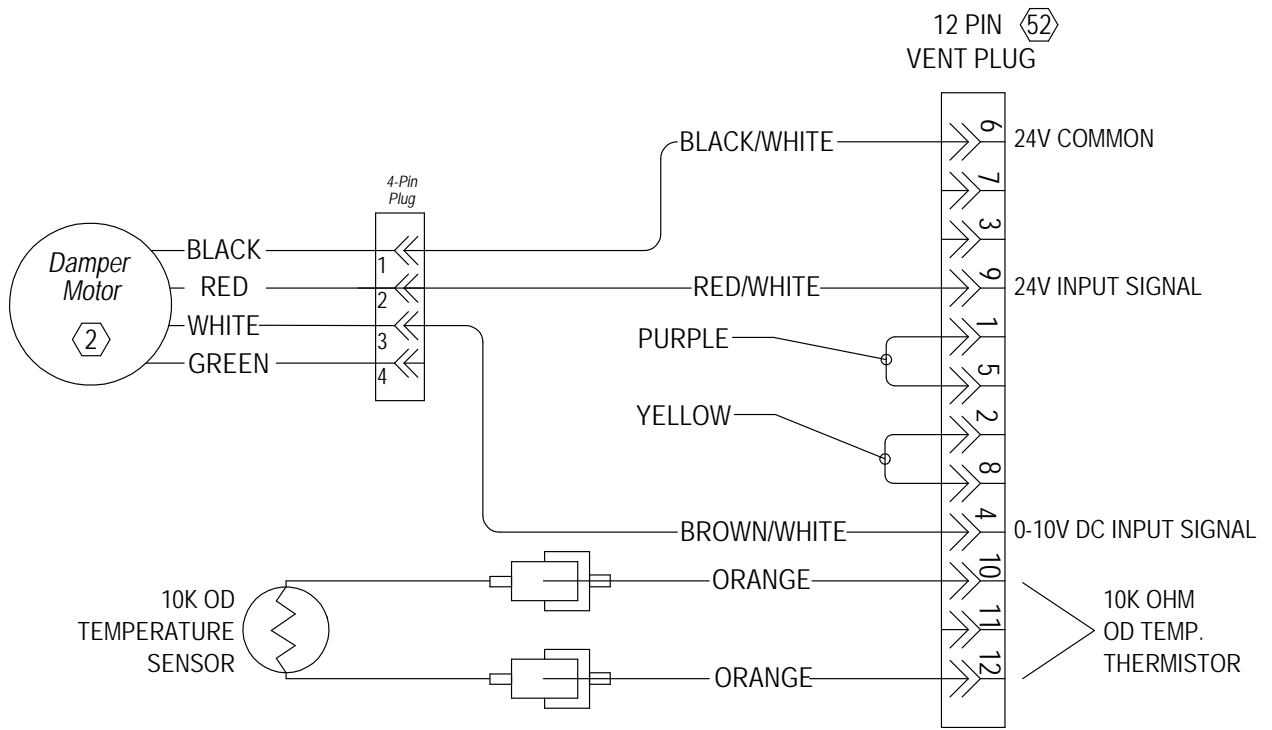 12 PIN 52
VENT PLUG
BLACK/WHITE
6
24V COMMON
7
3
4-Pin
Plug
Damper
Motor
2
BLACK
1
RED
2
WHITE
3
GREEN
4
RED/WHITE
9
24V INPUT SIGNAL
PURPLE
1
5
YELLOW
2
8
BROWN/WHITE
4
0-10V DC INPUT SIGNAL
ORANGE
10
11
ORANGE
12
10K OD
TEMPERATURE
SENSOR
10K OHM
OD TEMP.
THERMISTOR